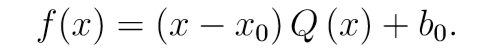 f(x) = (x − x₀) Q (x) + b₀.